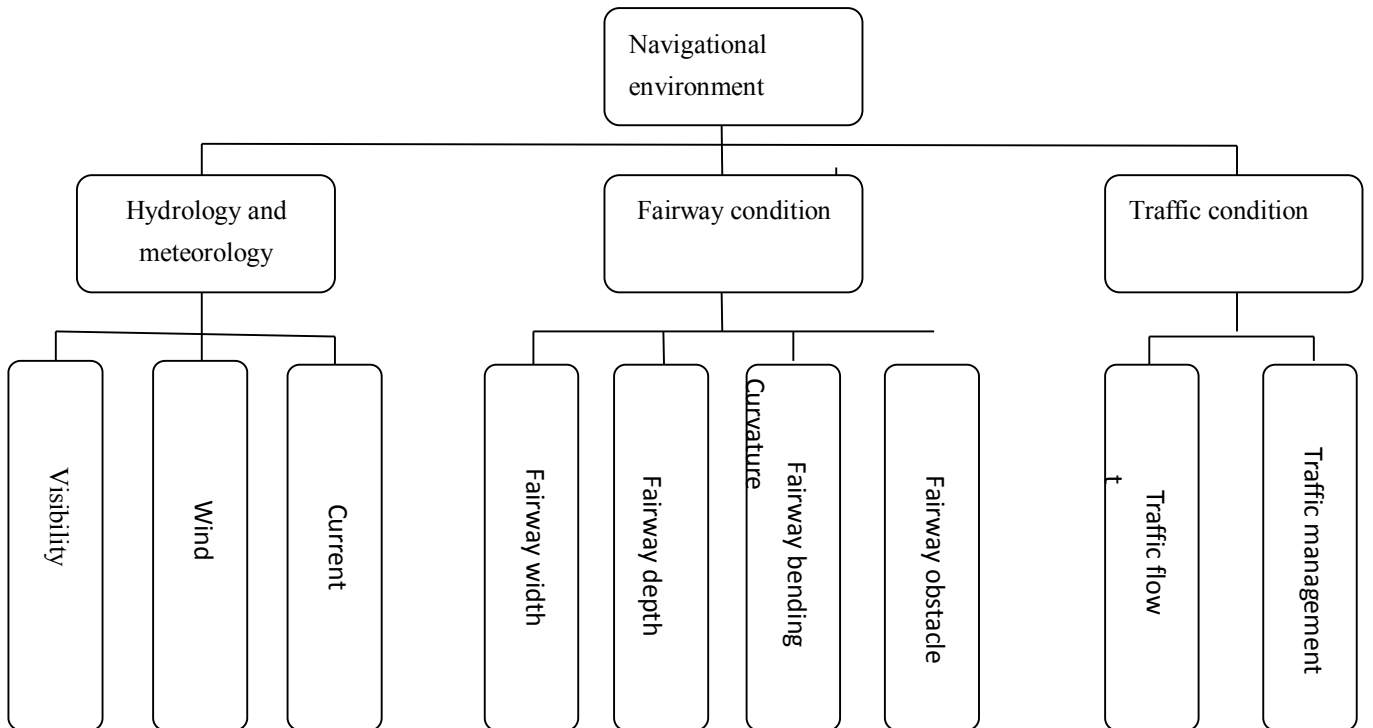 Navigational
environment
Hydrology and
meteorology
Fairway condition
Traffic condition
Visibility
Wind
Current
Fairway width
Fairway depth
Fairway bending
Curvature
Fairway obstacle
Traffic flow
t
Traffic management